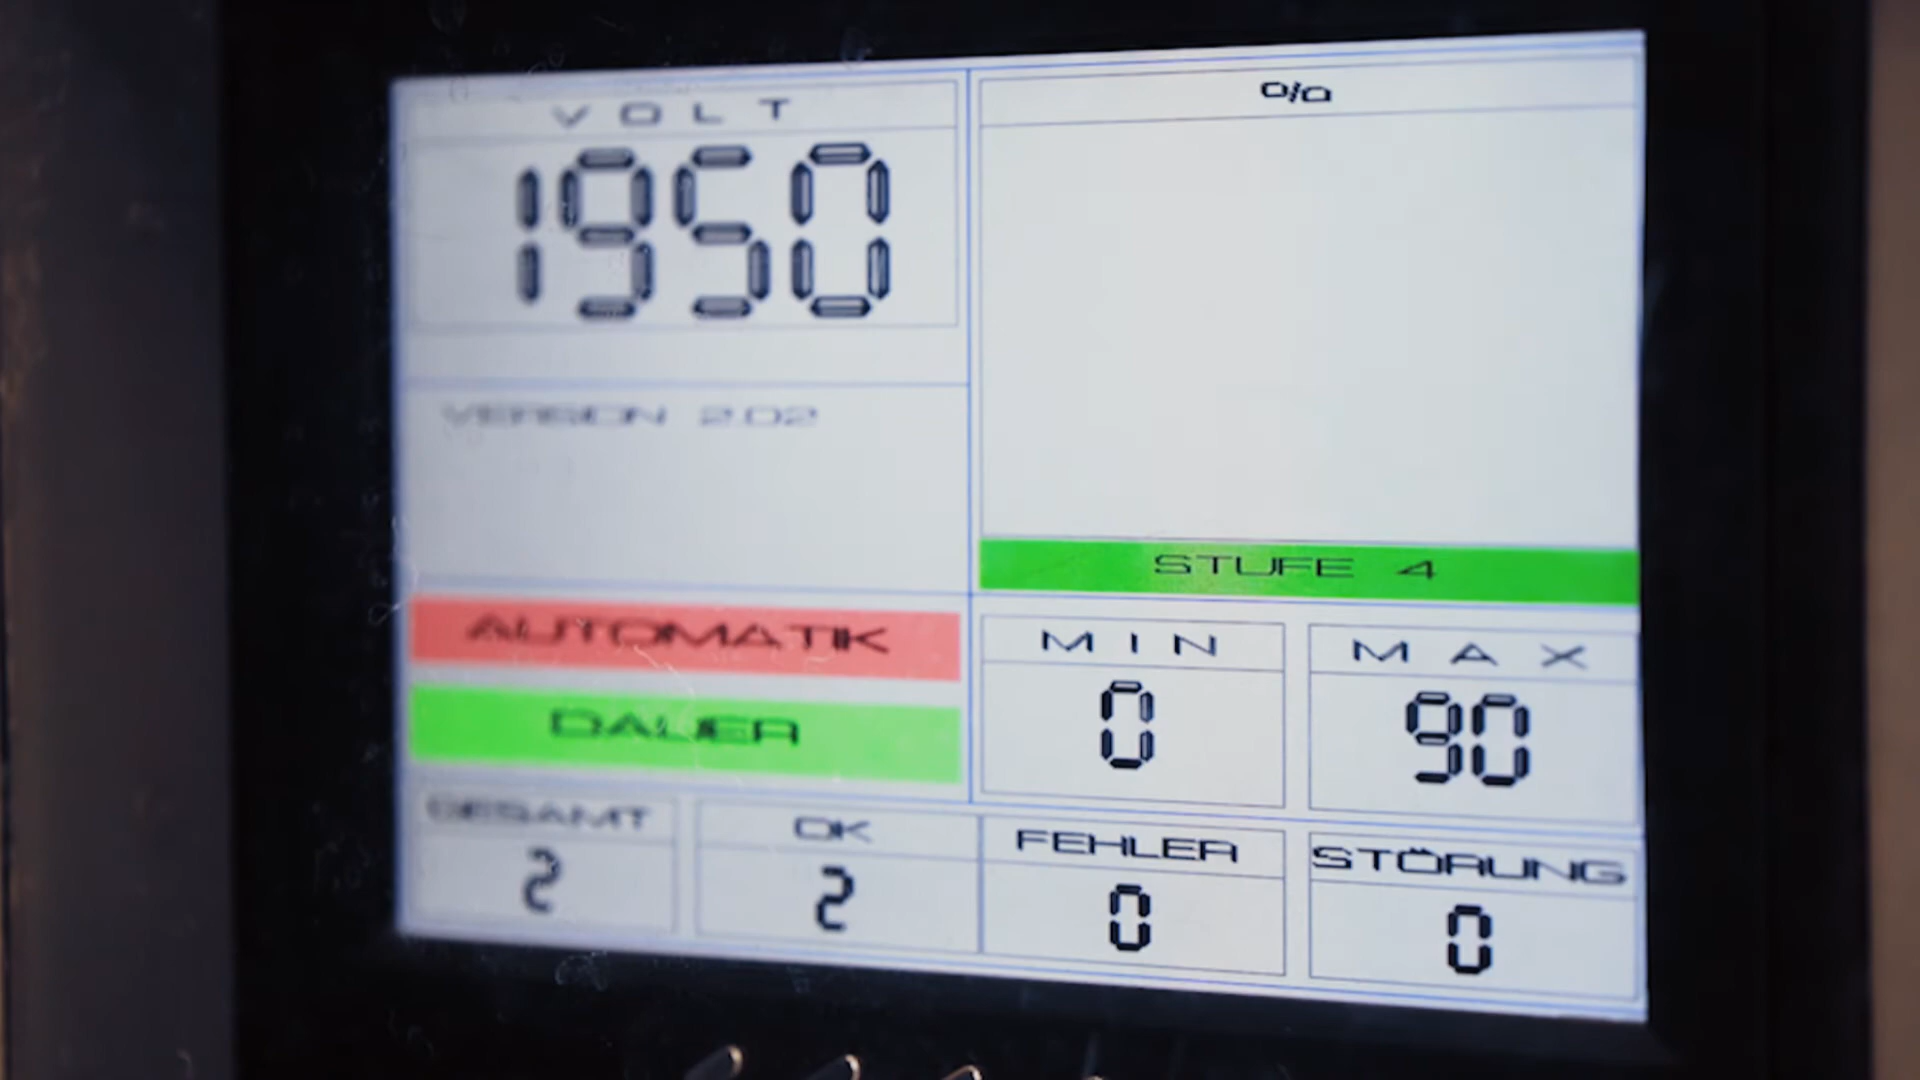 VOLT
1950
VERSION 2.02
AUTOMATIK
DAUER
%
STUFE 4
MIN
0
MAX
90
GESAMT
2
OK
2
FEHLER
0
STÖRUNG
0